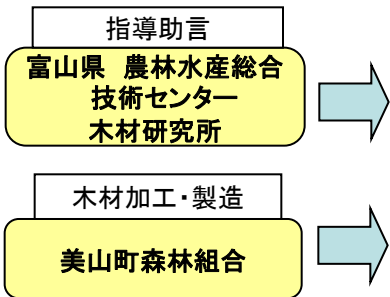 指導助言
富山県　農林水産総合
技術センター
木材研究所
木材加工・製造
美山町森林組合